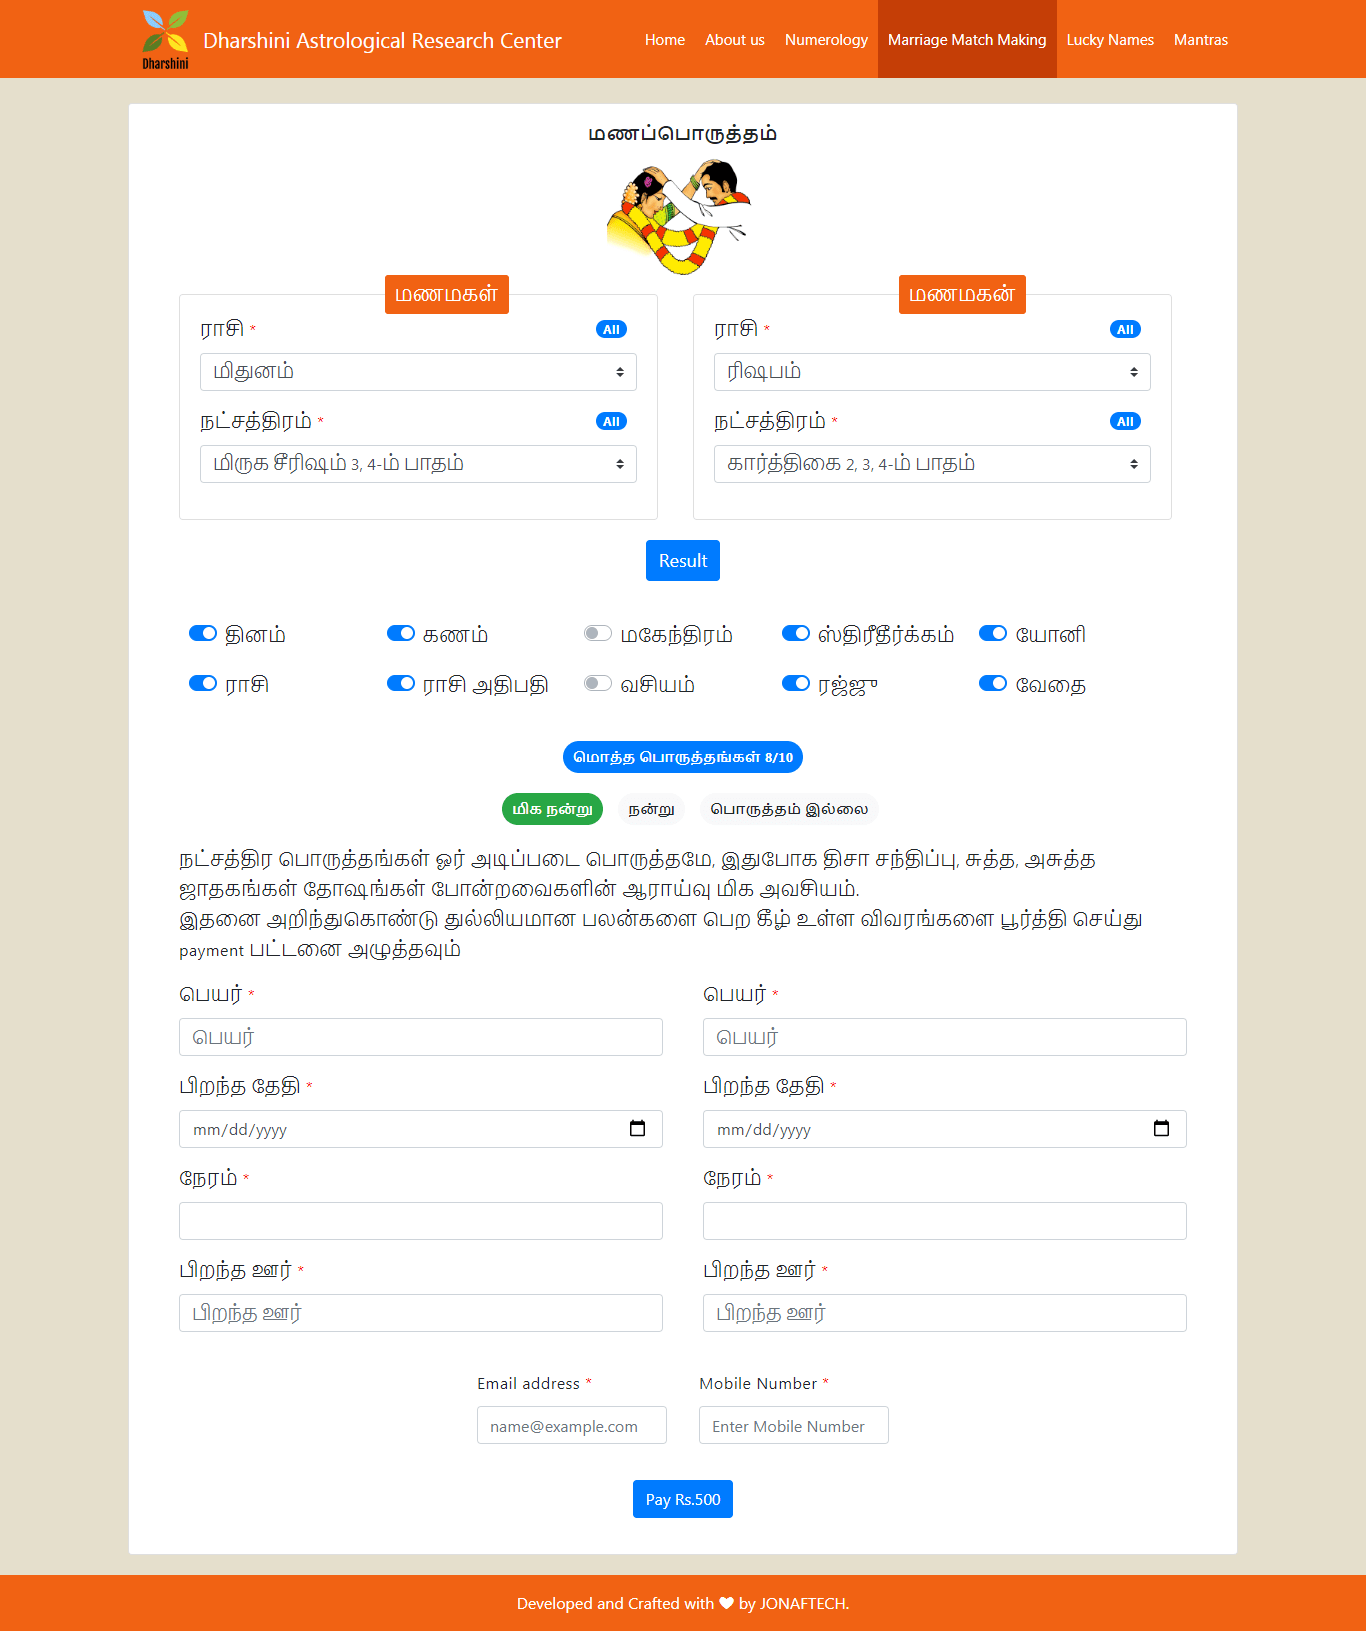 Dharshini
Dharshini Astrological Research Center
Home About us Numerology Marriage Match Making Lucky Names Mantras
மணப்பொருத்தம்
மணமகள்
ராசி * All
மிதுனம்
நட்சத்திரம் * All
மிருக சீரிஷம் 3, 4-ம் பாதம்
மணமகன்
ராசி * All
ரிஷபம்
நட்சத்திரம் * All
கார்த்திகை 2, 3, 4-ம் பாதம்
Result
தினம் கணம் மகேந்திரம் ஸ்திரீதீர்க்கம் யோனி
ராசி ராசி அதிபதி வசியம் ரஜ்ஜு வேதை
மொத்த பொருத்தங்கள் 8/10
மிக நன்று நன்று பொருத்தம் இல்லை
நட்சத்திர பொருத்தங்கள் ஓர் அடிப்படை பொருத்தமே, இதுபோக திசா சந்திப்பு, சுத்த, அசுத்த
ஜாதகங்கள் தோஷங்கள் போன்றவைகளின் ஆராய்வு மிக அவசியம்.
இதனை அறிந்துகொண்டு துல்லியமான பலன்களை பெற கீழ் உள்ள விவரங்களை பூர்த்தி செய்து
payment பட்டனை அழுத்தவும்
பெயர் * பெயர் *
பெயர் பெயர்
பிறந்த தேதி * பிறந்த தேதி *
mm/dd/yyyy mm/dd/yyyy
நேரம் * நேரம் *
பிறந்த ஊர் * பிறந்த ஊர் *
பிறந்த ஊர் பிறந்த ஊர்
Email address * Mobile Number *
name@example.com Enter Mobile Number
Pay Rs.500
Developed and Crafted with ♥ by JONAFTECH.